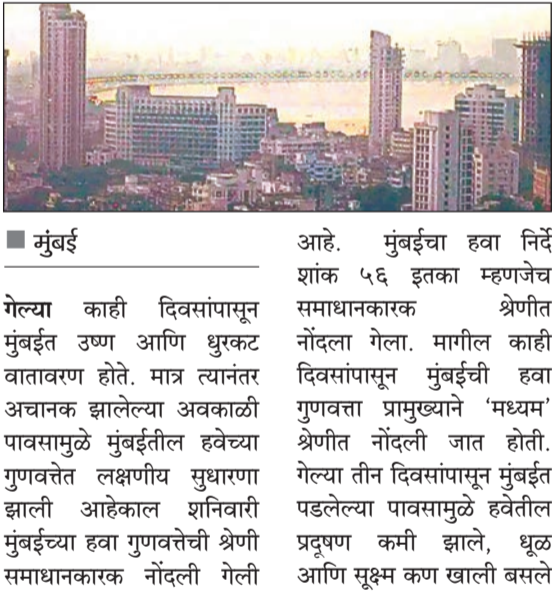 मुंबई
गेल्या काही दिवसांपासून
मुंबईत उष्ण आणि धुरकट
वातावरण होते. मात्र त्यानंतर
अचानक झालेल्या अवकाळी
पावसामुळे मुंबईतील हवेच्या
गुणवत्तेत लक्षणीय सुधारणा
झाली आहेकाल शनिवारी
मुंबईच्या हवा गुणवत्तेची श्रेणी
समाधानकारक नोंदली गेली
आहे. मुंबईचा हवा निर्दे
शांक ५६ इतका म्हणजेच
समाधानकारक श्रेणीत
नोंदला गेला. मागील काही
दिवसांपासून मुंबईची हवा
गुणवत्ता प्रामुख्याने ‘मध्यम’
श्रेणीत नोंदली जात होती.
गेल्या तीन दिवसांपासून मुंबईत
पडलेल्या पावसामुळे हवेतील
प्रदूषण कमी झाले, धूळ
आणि सूक्ष्म कण खाली बसले